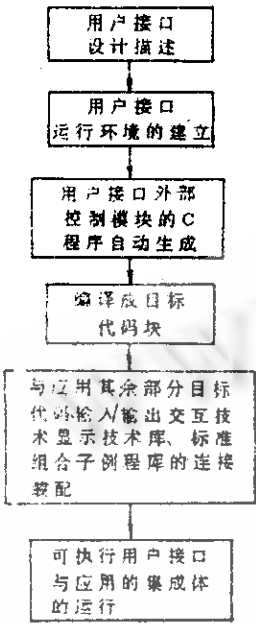 用户接口
设计描述
用户接口
运行环境的建立
用户接口外部
控制模块的C
程序自动生成
编译成目标
代码块
与应用其余部分目标
代码输入/输出交互技
术显示技术库、标准
组合子例程库的连接
装配
可执行用户接口
与应用的集成体
的运行